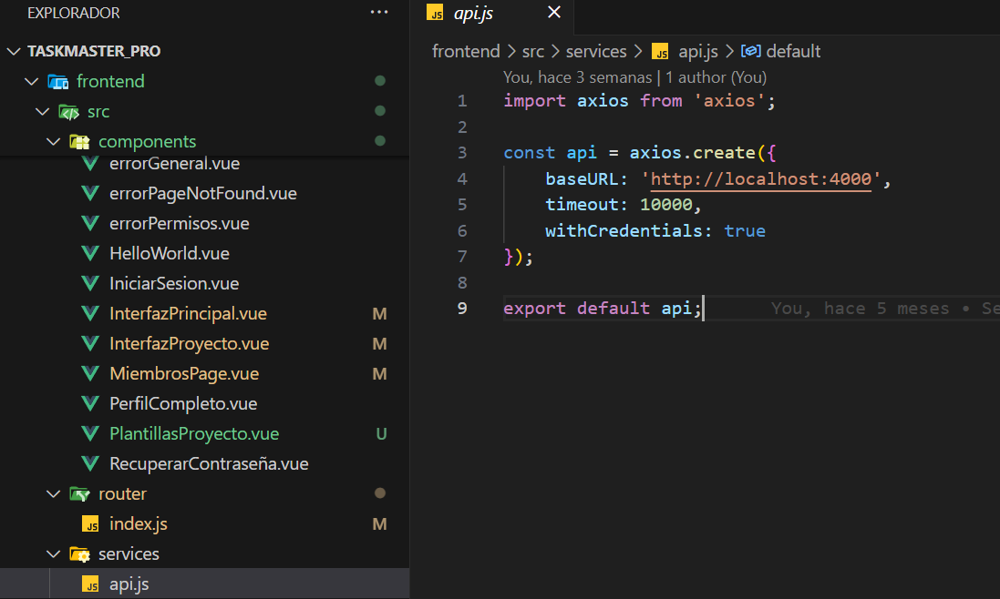 EXPLORADOR
TASKMASTER_PRO
frontend
src
components
errorGeneral.vue
errorPageNotFound.vue
errorPermisos.vue
HelloWorld.vue
IniciarSesion.vue
InterfazPrincipal.vue M
InterfazProyecto.vue M
MiembrosPage.vue M
PerfilCompleto.vue
PlantillasProyecto.vue U
RecuperarContraseña.vue
router
JS index.js M
services
JS api.js
JS api.js
frontend > src > services > JS api.js > default
You, hace 3 semanas | 1 author (You)
1 import axios from 'axios';
2
3 const api = axios.create({
4 baseURL: 'http://localhost:4000',
5 timeout: 10000,
6 withCredentials: true
7 });
8
9 export default api; You, hace 5 meses •